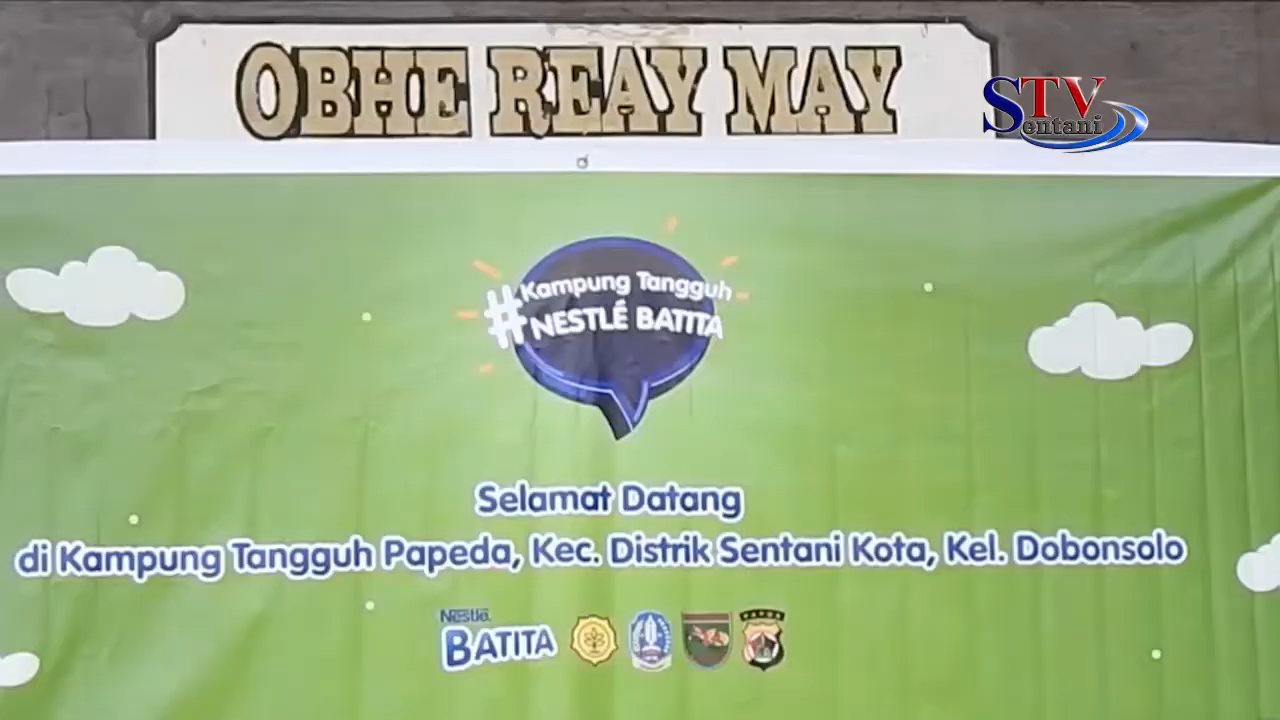 OBHE REAY MAY
STV
Sentani
#Kampung Tangguh
NESTLÉ BATITA
Selamat Datang
di Kampung Tangguh Papeda, Kec. Distrik Sentani Kota, Kel. Dobonsolo
Nestlé
BATITA
PAPUA